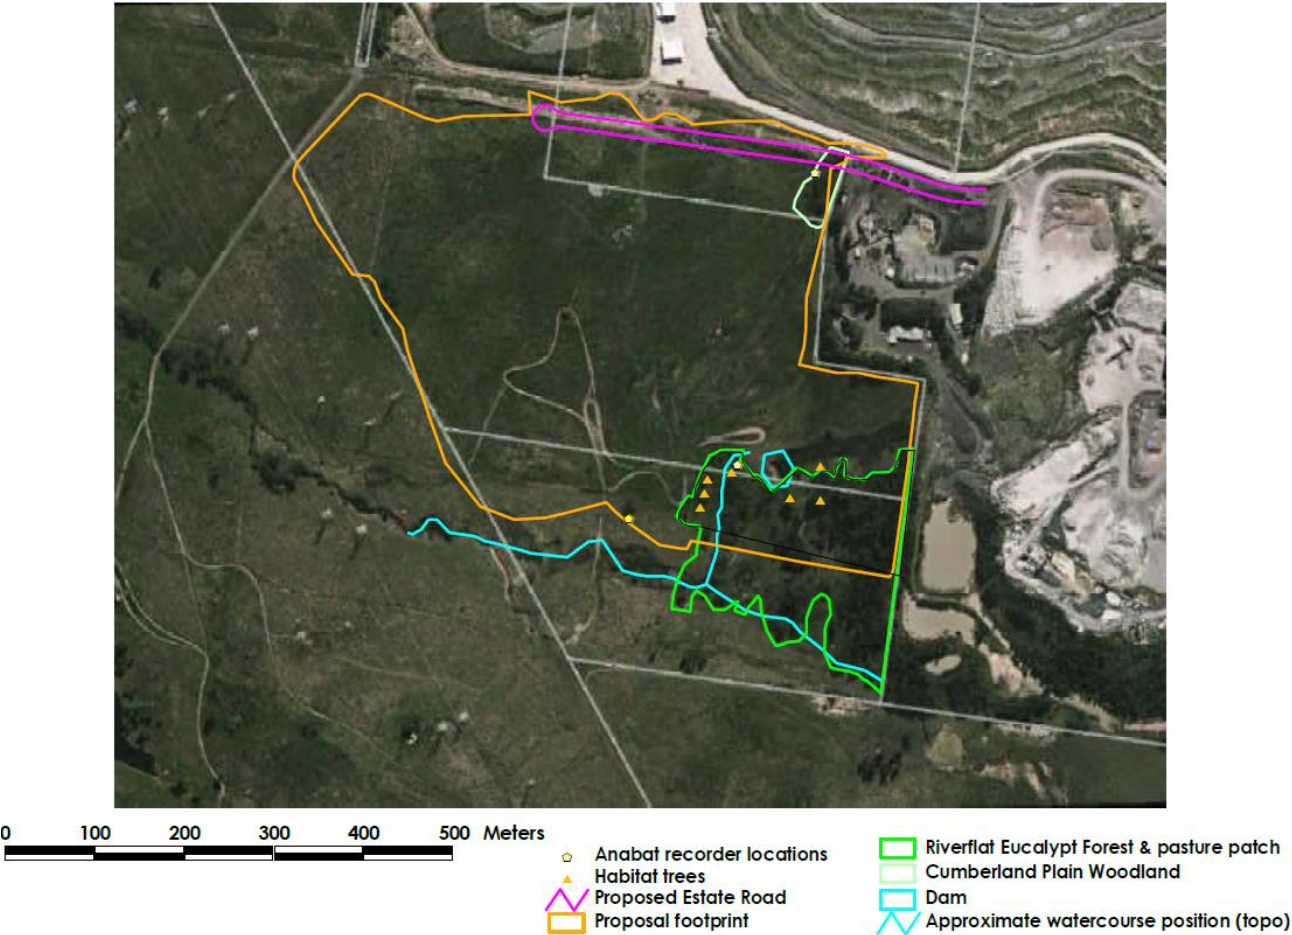 0 100 200 300 400 500 Meters
Anabat recorder locations
Habitat trees
Proposed Estate Road
Proposal footprint
Riverflat Eucalypt Forest & pasture patch
Cumberland Plain Woodland
Dam
Approximate watercourse position (topo)